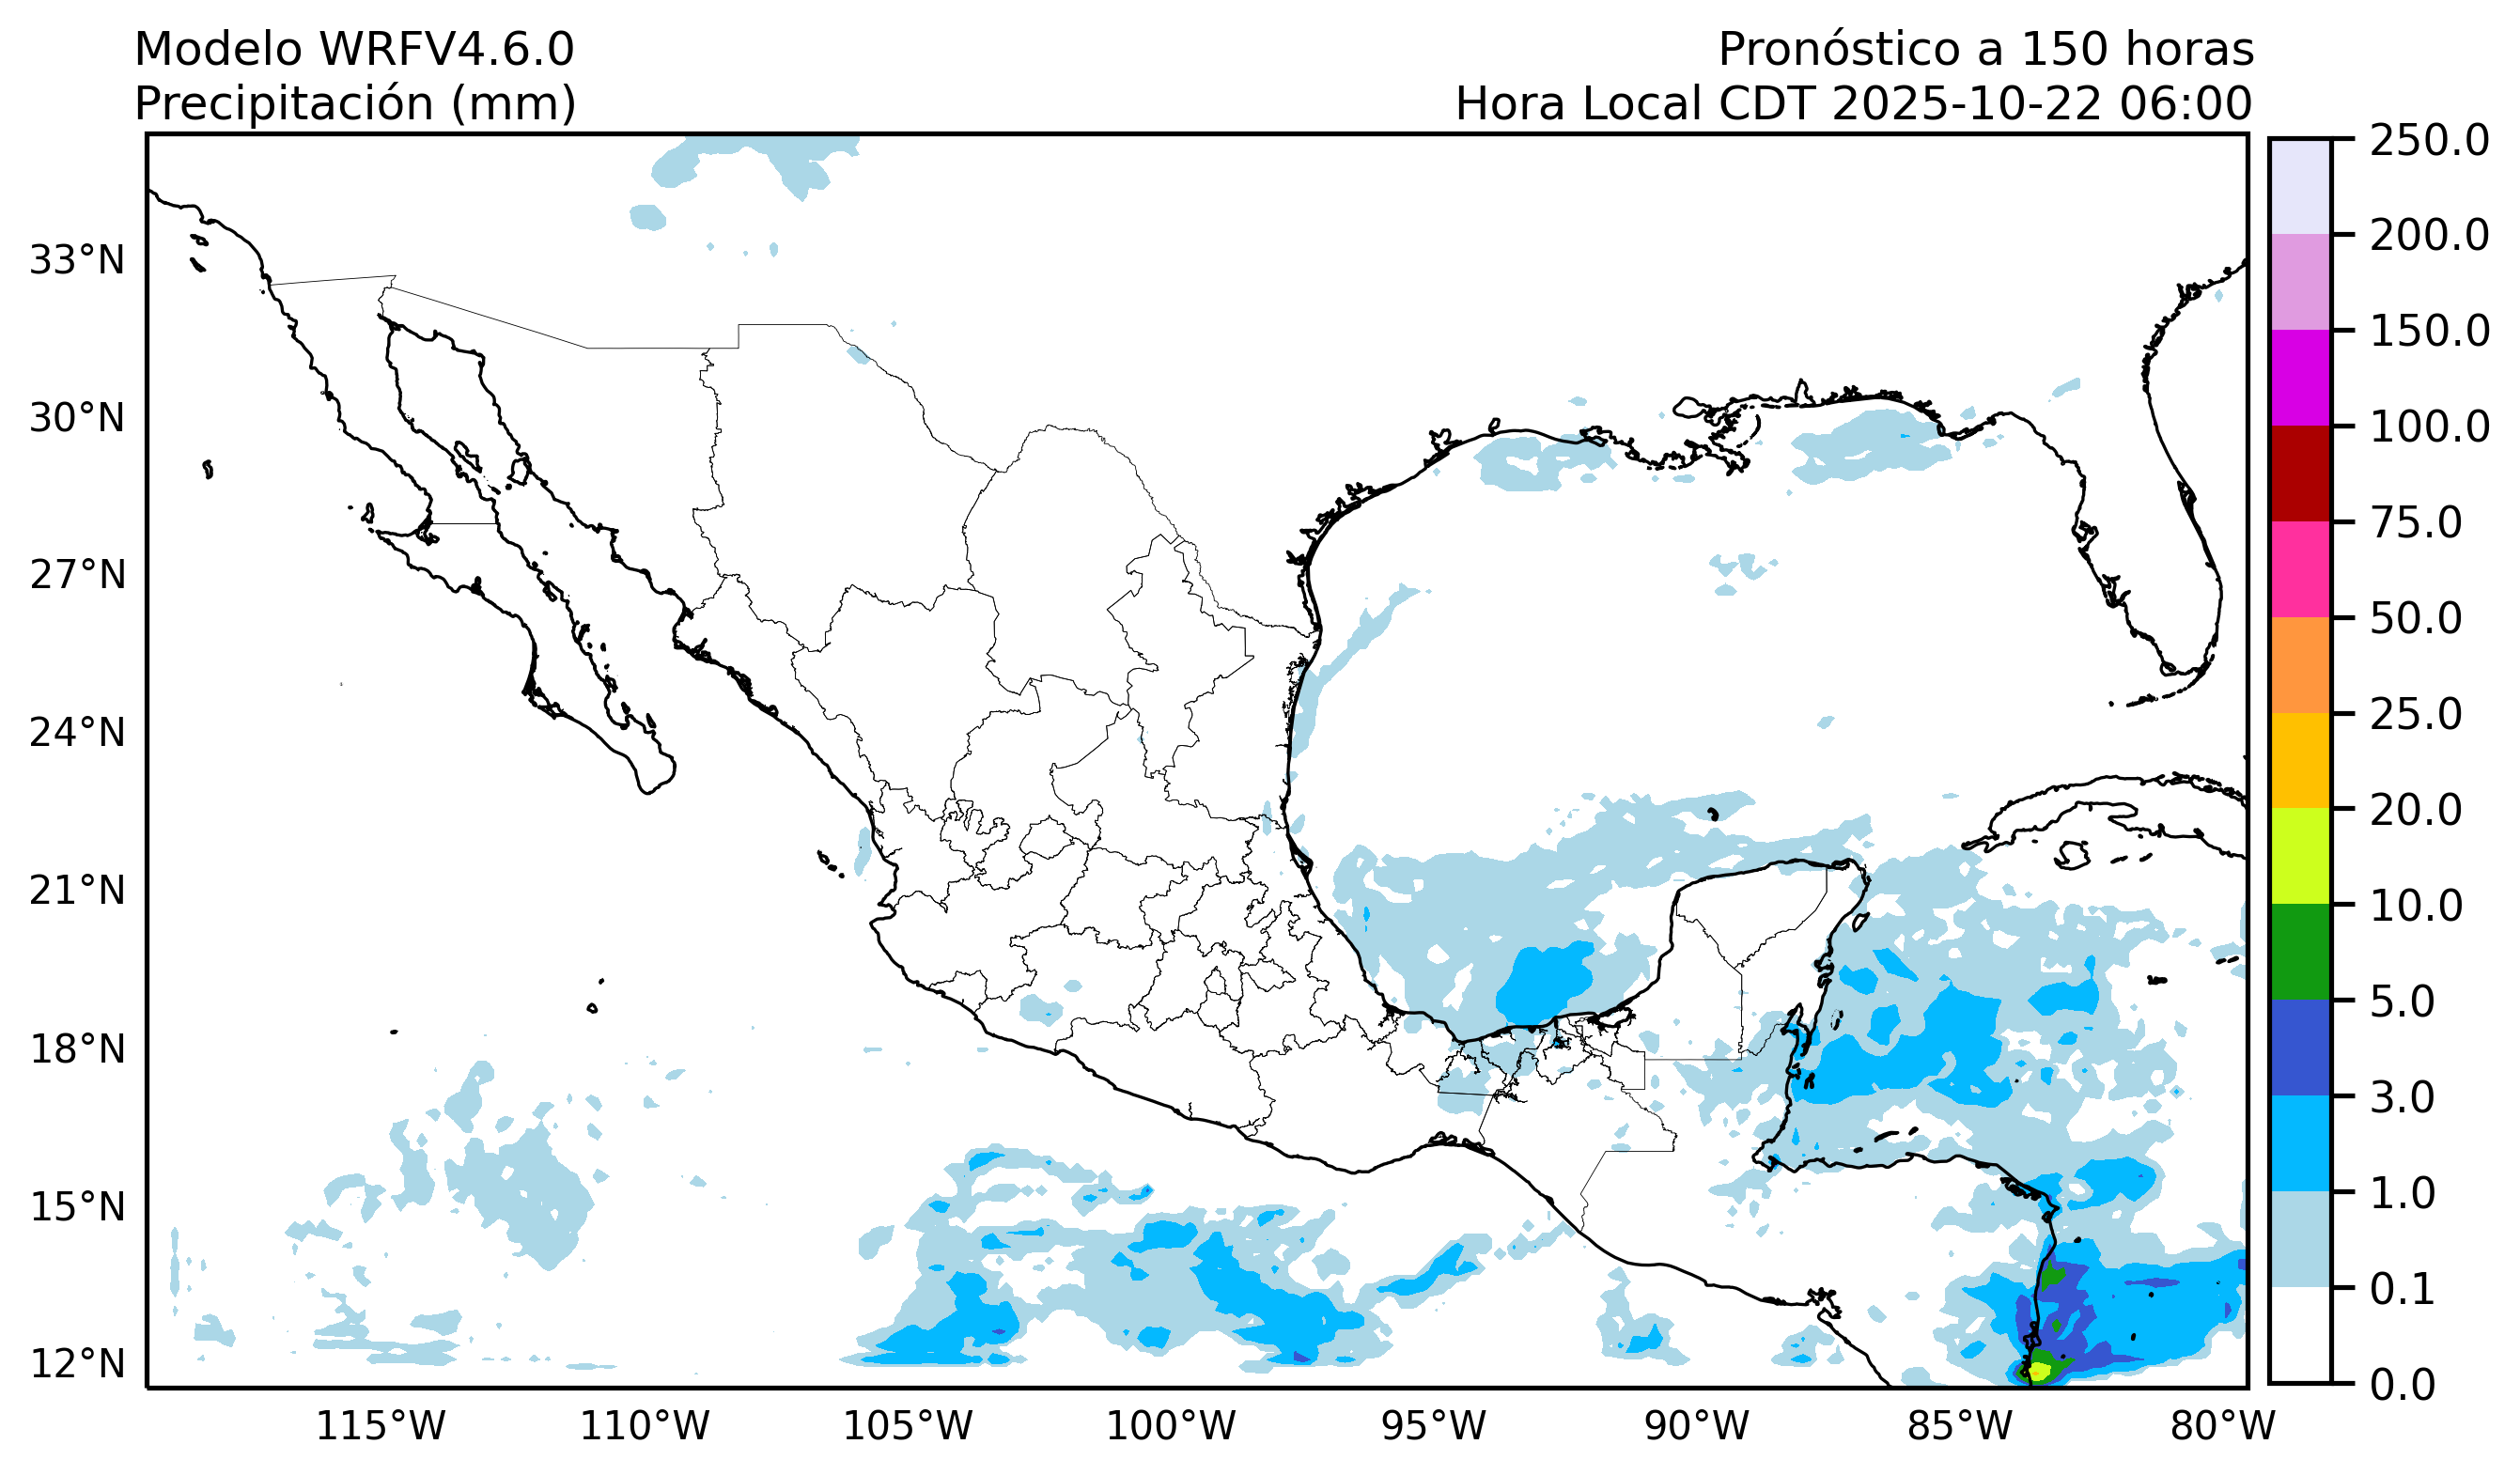 Modelo WRFV4.6.0
Precipitación (mm)
Pronóstico a 150 horas
Hora Local CDT 2025-10-22 06:00
33°N
30°N
27°N
24°N
21°N
18°N
15°N
12°N
115°W
110°W
105°W
100°W
95°W
90°W
85°W
80°W
250.0
200.0
150.0
100.0
75.0
50.0
25.0
20.0
10.0
5.0
3.0
1.0
0.1
0.0